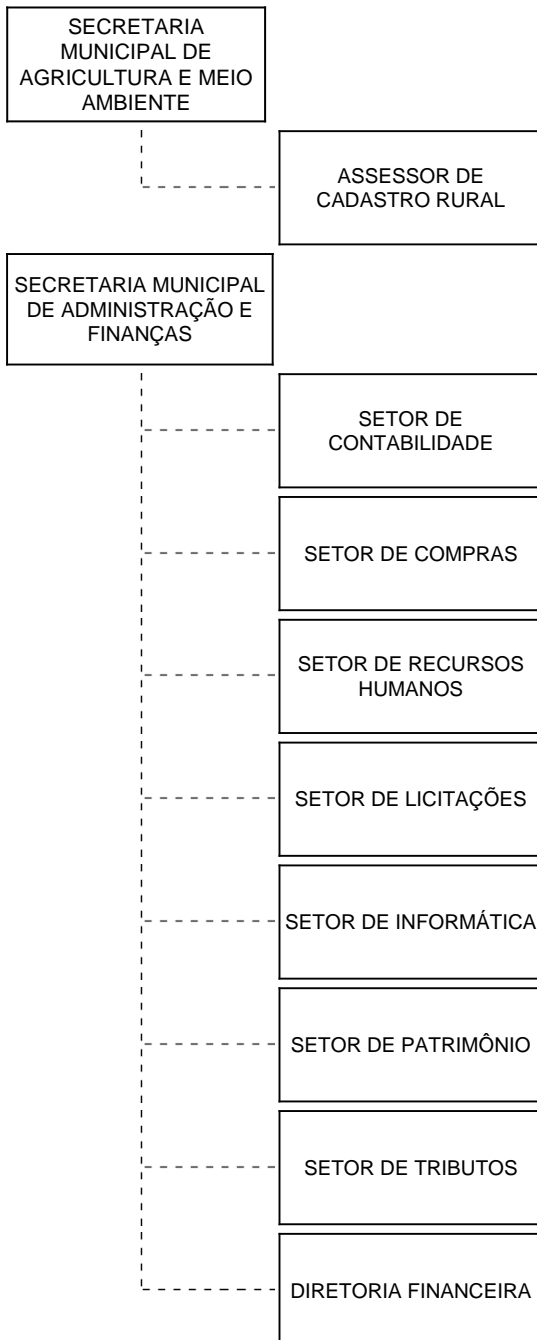 SECRETARIA
MUNICIPAL DE
AGRICULTURA E MEIO
AMBIENTE
ASSESSOR DE
CADASTRO RURAL
SECRETARIA MUNICIPAL
DE ADMINISTRAÇÃO E
FINANÇAS
SETOR DE
CONTABILIDADE
SETOR DE COMPRAS
SETOR DE RECURSOS
HUMANOS
SETOR DE LICITAÇÕES
SETOR DE INFORMÁTICA
SETOR DE PATRIMÔNIO
SETOR DE TRIBUTOS
DIRETORIA FINANCEIRA